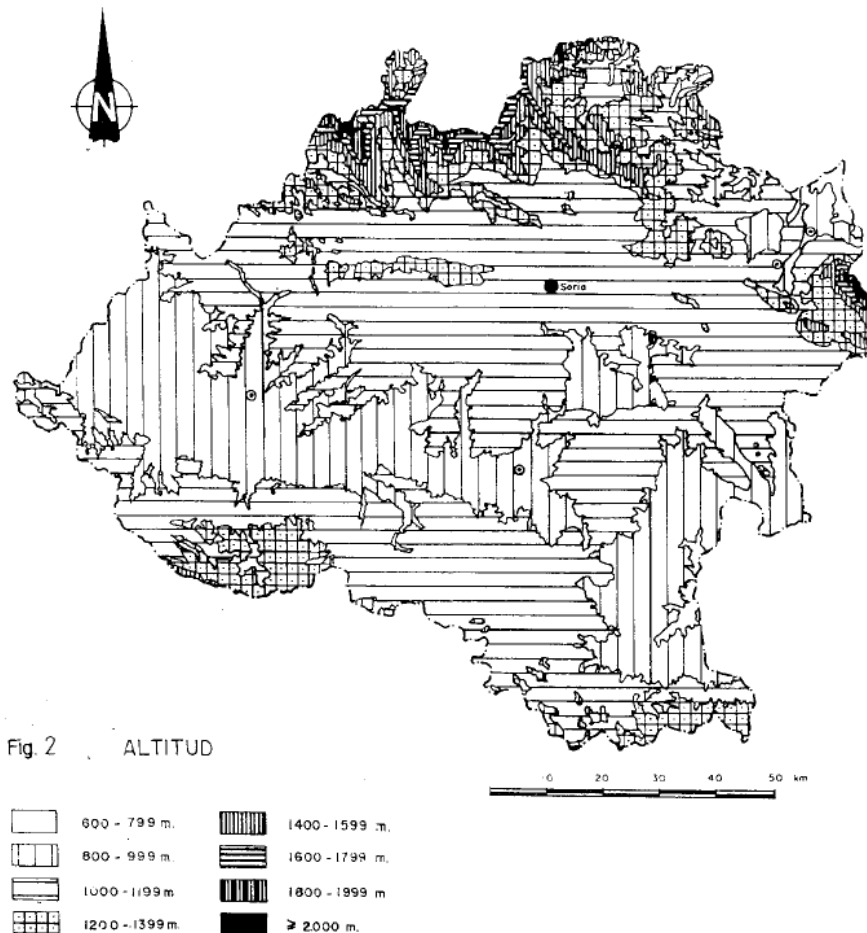 N
Soria
Fig. 2 ALTITUD
10 20 30 40 50 km
600 - 799 m.
800 - 999 m.
1000 - 1199 m
1200 - 1399 m.
1400 - 1599 m.
1600 - 1799 m.
1800 - 1999 m
≥ 2.000 m.